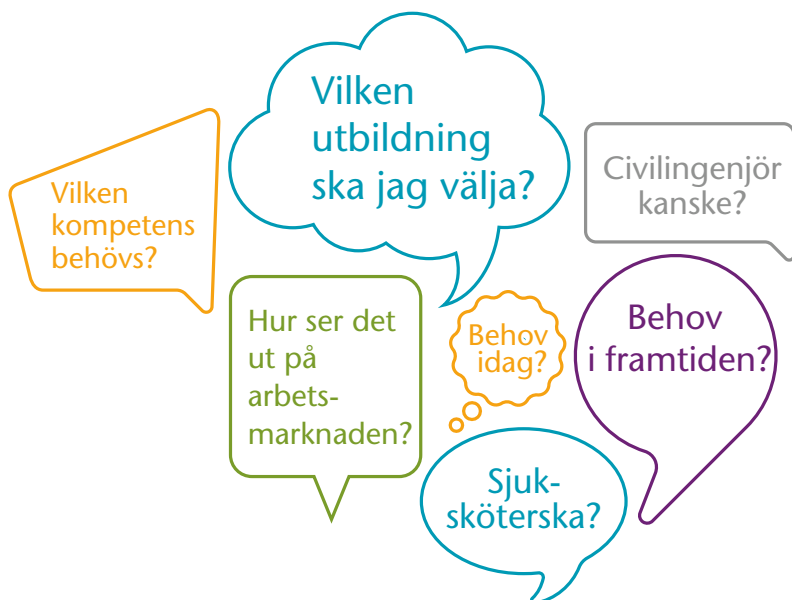 Vilken
utbildning
ska jag välja?
Vilken
kompetens
behövs?
Civilingenjör
kanske?
Hur ser det
ut på
arbets-
marknaden?
Behov
idag?
Behov
i framtiden?
Sjuk-
sköterska?